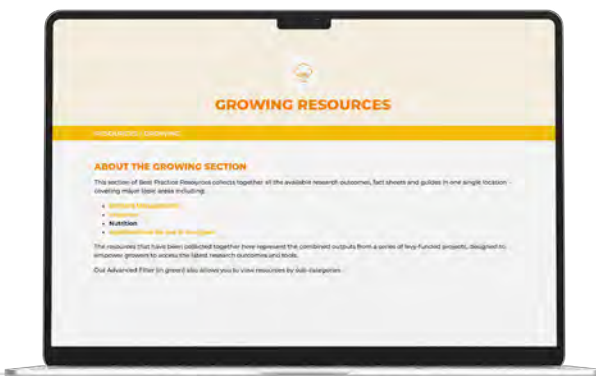 GROWING RESOURCES
ABOUT THE GROWING SECTION
This section of Best Practice Resources collects together all the available research outcomes, fact sheets and guides in one single location -
covering major topic areas including:
Nutrition
The resources that have been collected together here represent the combined outputs from a series of levy-funded projects, designed to
empower growers to access the latest research outcomes and tools.
Our Advanced Filter (in green) also allows you to view resources by sub-categories.